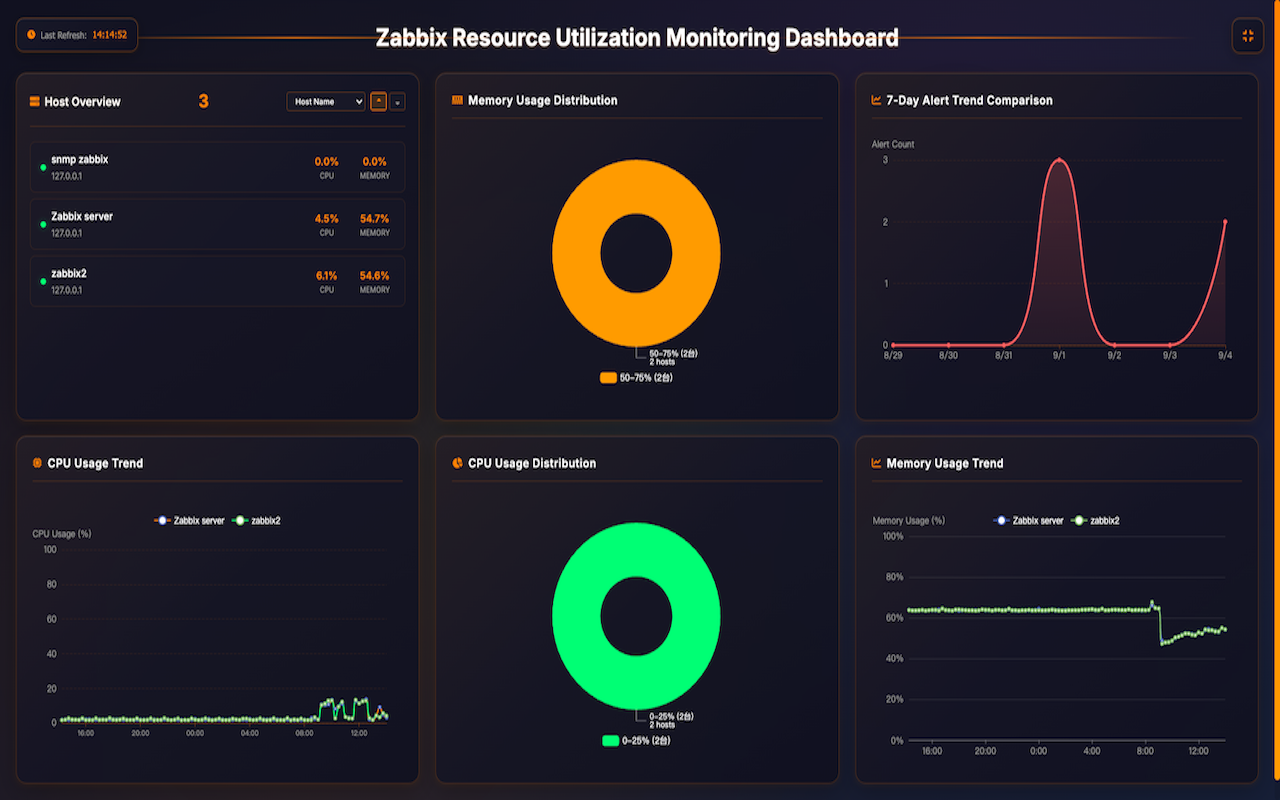 Last Refresh: 14:14:52
Zabbix Resource Utilization Monitoring Dashboard
Host Overview 3 Host Name
snmp zabbix
127.0.0.1
0.0% CPU
0.0% MEMORY
Zabbix server
127.0.0.1
4.5% CPU
54.7% MEMORY
zabbix2
127.0.0.1
6.1% CPU
54.6% MEMORY
Memory Usage Distribution
50-75% (2台)
2 hosts
50-75% (2台)
7-Day Alert Trend Comparison
Alert Count
3
2
1
0
8/29 8/30 8/31 9/1 9/2 9/3 9/4
CPU Usage Trend
Zabbix server zabbix2
CPU Usage (%)
100
80
60
40
20
0
16:00 20:00 00:00 04:00 08:00 12:00
CPU Usage Distribution
0-25% (2台)
2 hosts
0-25% (2台)
Memory Usage Trend
Memory Usage (%) Zabbix server zabbix2
100%
80%
60%
40%
20%
0%
16:00 20:00 0:00 4:00 8:00 12:00